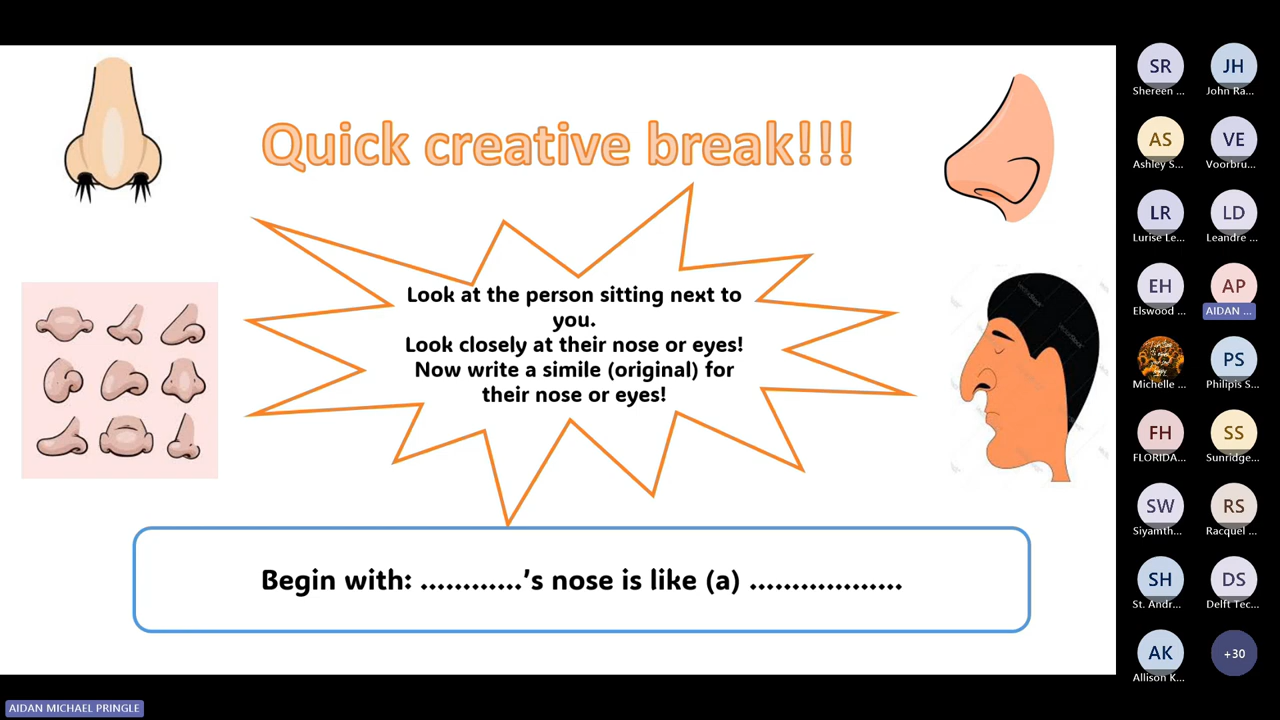 Quick creative break!!!
Look at the person sitting next to
you.
Look closely at their nose or eyes!
Now write a simile (original) for
their nose or eyes!
Begin with: ............'s nose is like (a) ..................
SR
Shereen ...
JH
John Ra...
AS
Ashley S...
VE
Voorbru...
LR
Lurise Le...
LD
Leandre ...
EH
Elswood ...
AP
AIDAN ...
Michelle ...
PS
Philipis S...
FH
FLORIDA...
SS
Sunridge...
SW
Siyamth...
RS
Racquel ...
SH
St. Andr...
DS
Delft Tec...
AK
Allison K...
+30
AIDAN MICHAEL PRINGLE